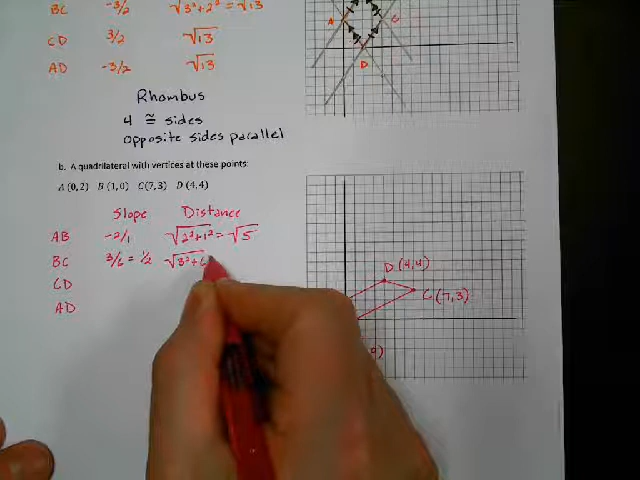 BC -3/2 √3²+2² = √13
CD 3/2 √13
AD -3/2 √13
A C
D
Rhombus
4 ≅ sides
opposite sides parallel
b. A quadrilateral with vertices at these points:
A (0,2) B (1,0) C(7,3) D (4,4)
Slope Distance
AB -2/1 √2²+1² = √5
BC 3/6 = 1/2 √3²+6
CD
AD
D (4,4)
C (7,3)